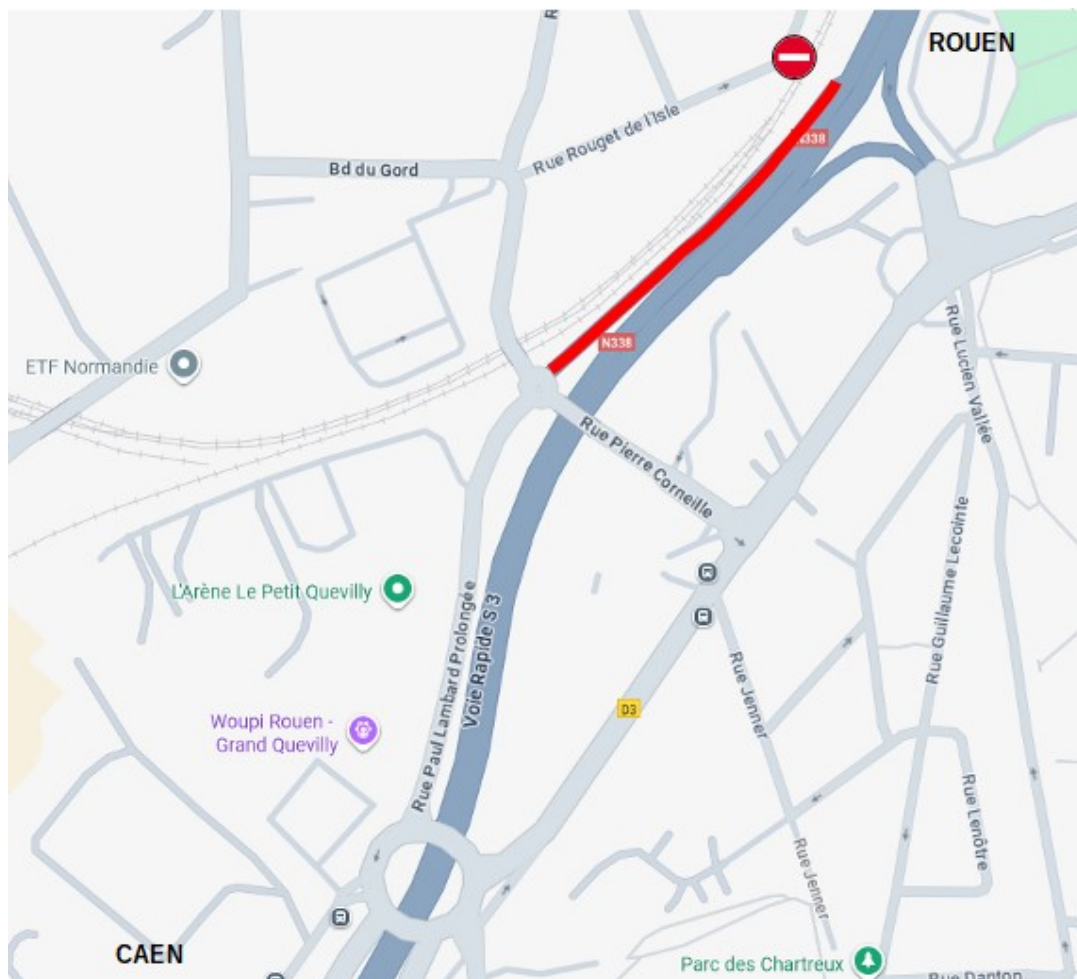 R
ROUEN
N338
Rue Rouget de l'Isle
Bd du Gord
N338
ETF Normandie
Rue Pierre Corneille
Rue Lucien Vallée
Rue Guillaume Lecointe
L'Arène Le Petit Quevilly
Rue Paul Lambard Prolongée
Voie Rapide S 3
Rue Jenner
D3
Woupi Rouen -
Grand Quevilly
Rue Lenôtre
Rue Jenner
CAEN
Parc des Chartreux
Rue Danton